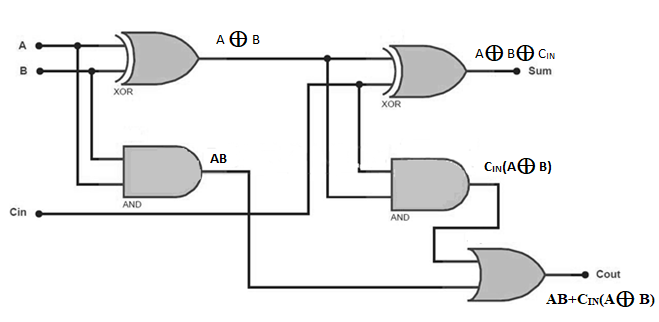 A
B
A ⨁ B
XOR
A⨁ B⨁ CIN
Sum
XOR
AB
AND
CIN(A⨁ B)
AND
Cin
Cout
AB+CIN(A⨁ B)